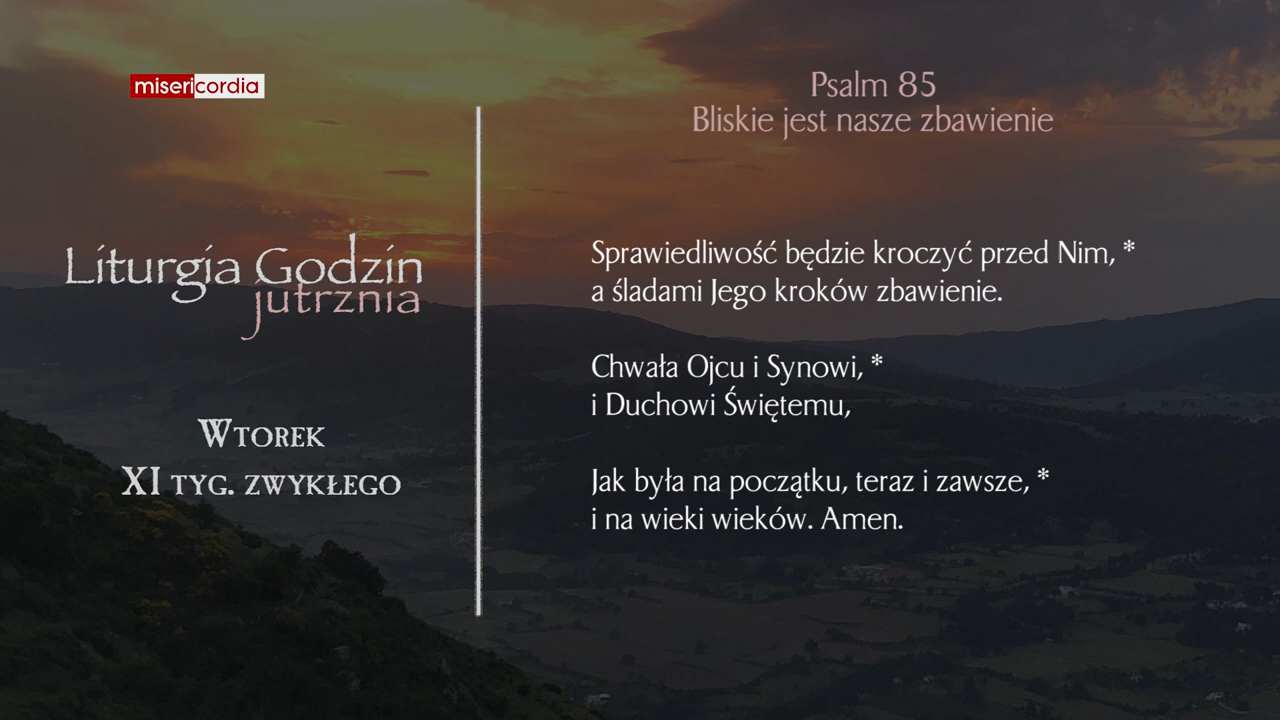 misericordia
Liturgia Godzin
jutrznia
Wtorek
XI tyg. zwykłego
Psalm 85
Bliskie jest nasze zbawienie
Sprawiedliwość będzie kroczyć przed Nim, *
a śladami Jego kroków zbawienie.
Chwała Ojcu i Synowi, *
i Duchowi Świętemu,
Jak była na początku, teraz i zawsze, *
i na wieki wieków. Amen.